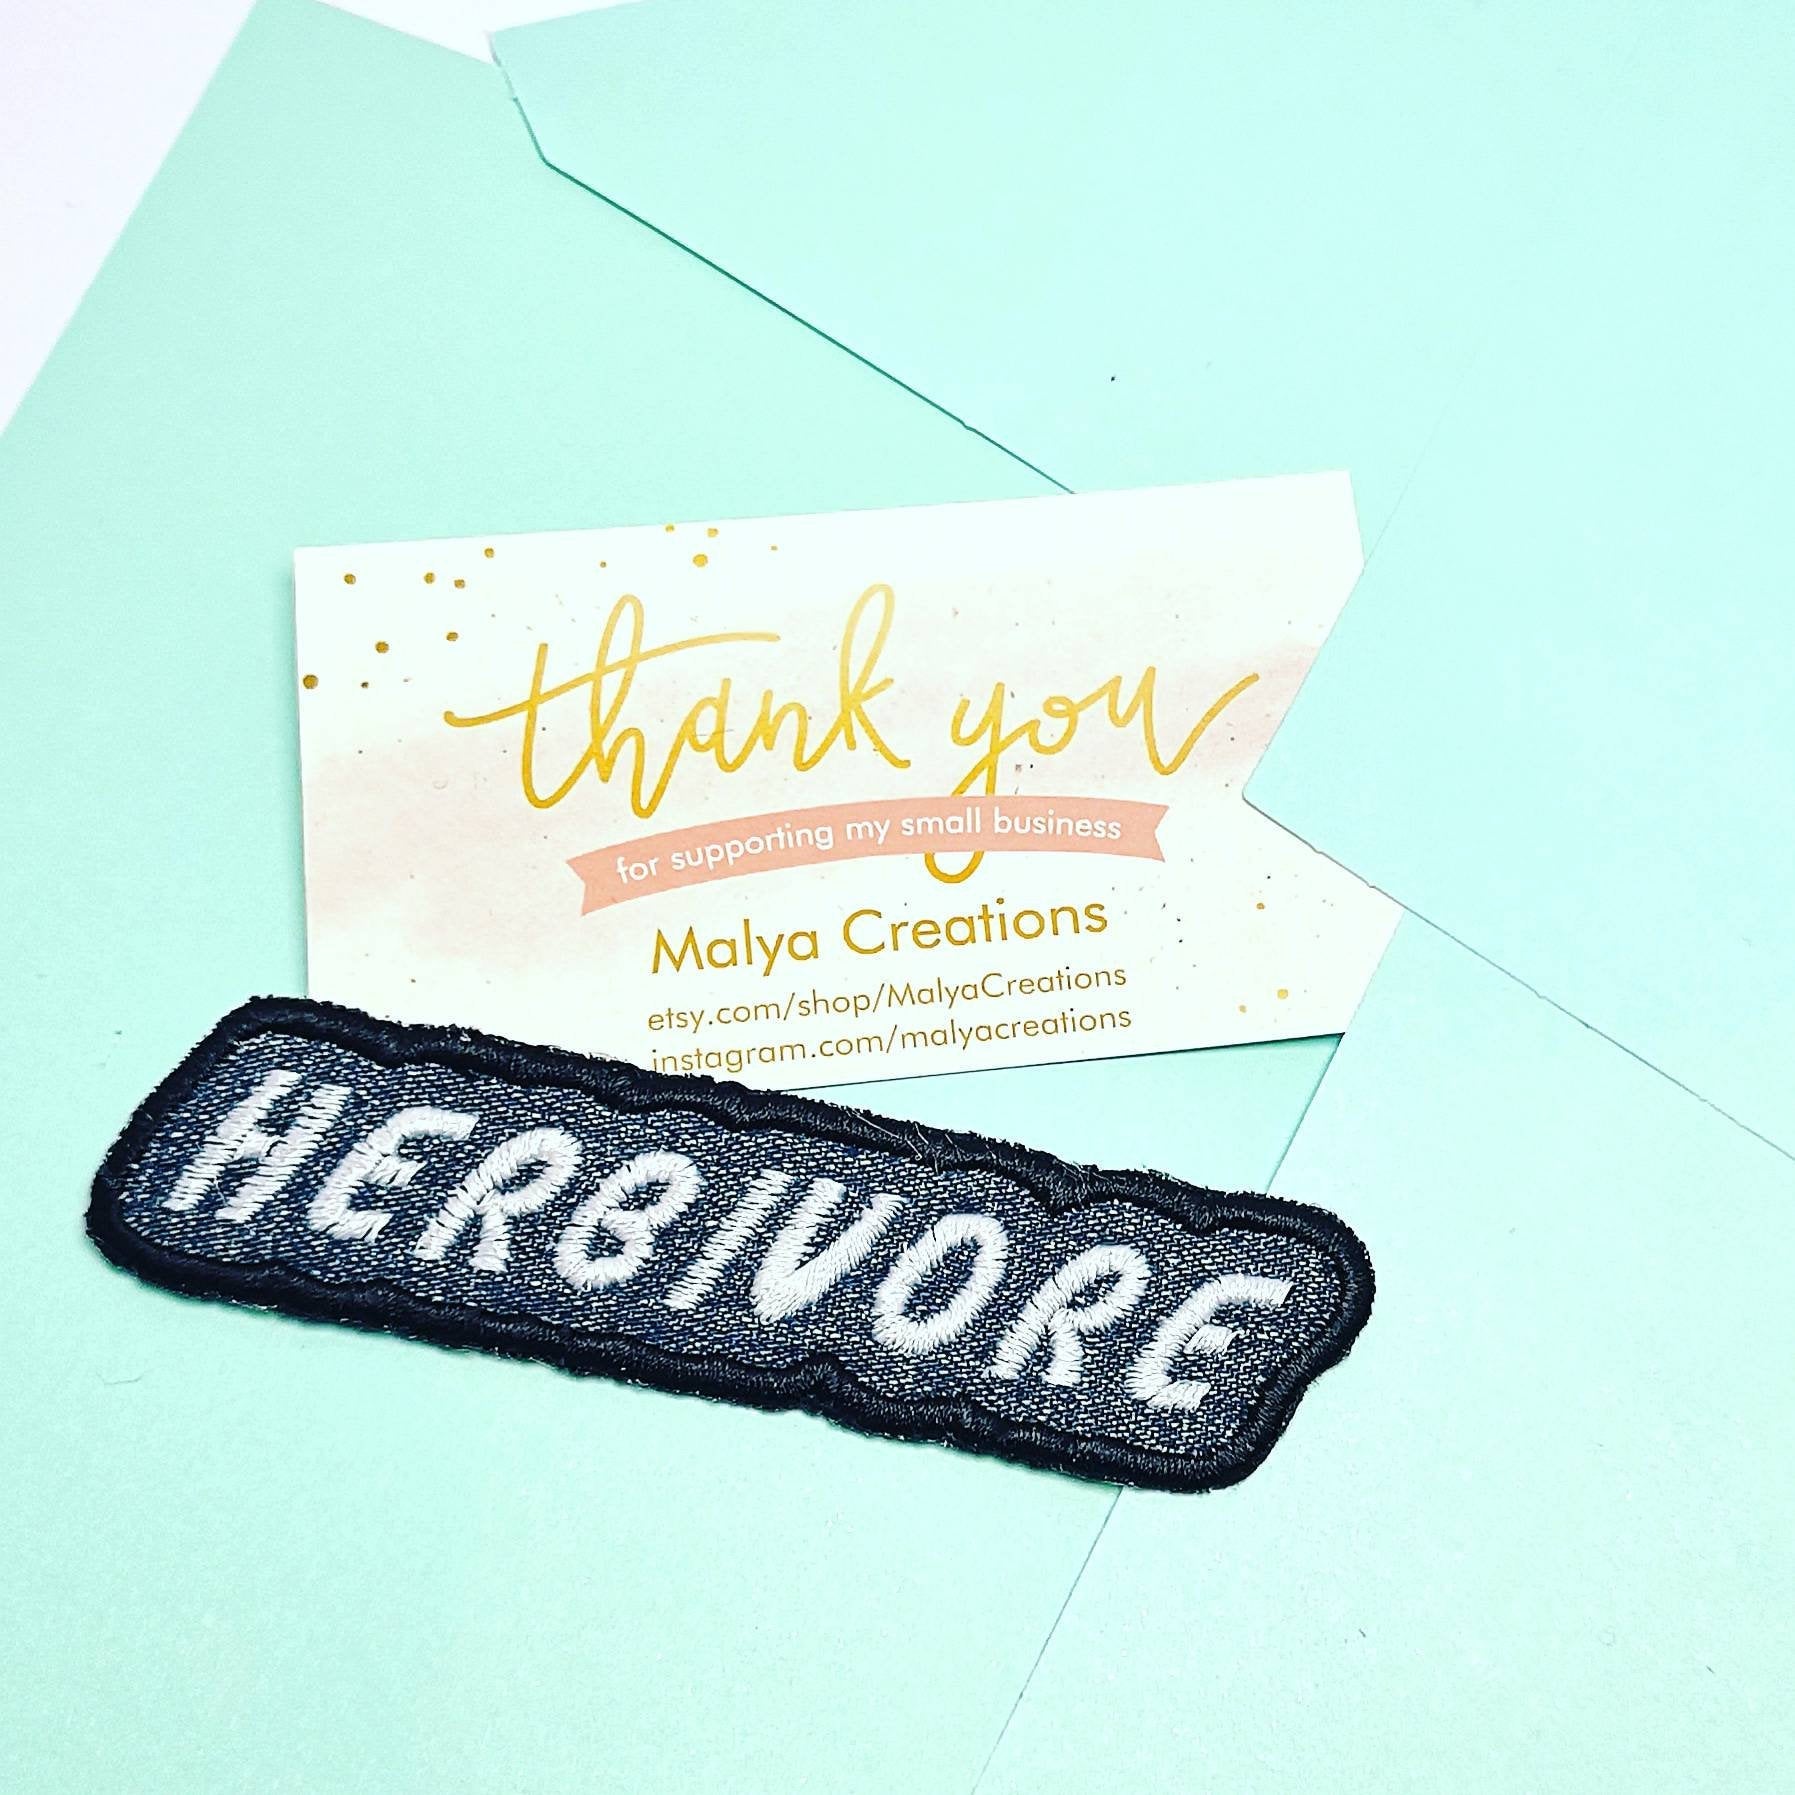 thank you
for supporting my small business
Malya Creations
etsy.com/shop/MalyaCreations
instagram.com/malyacreations
HERBIVORE